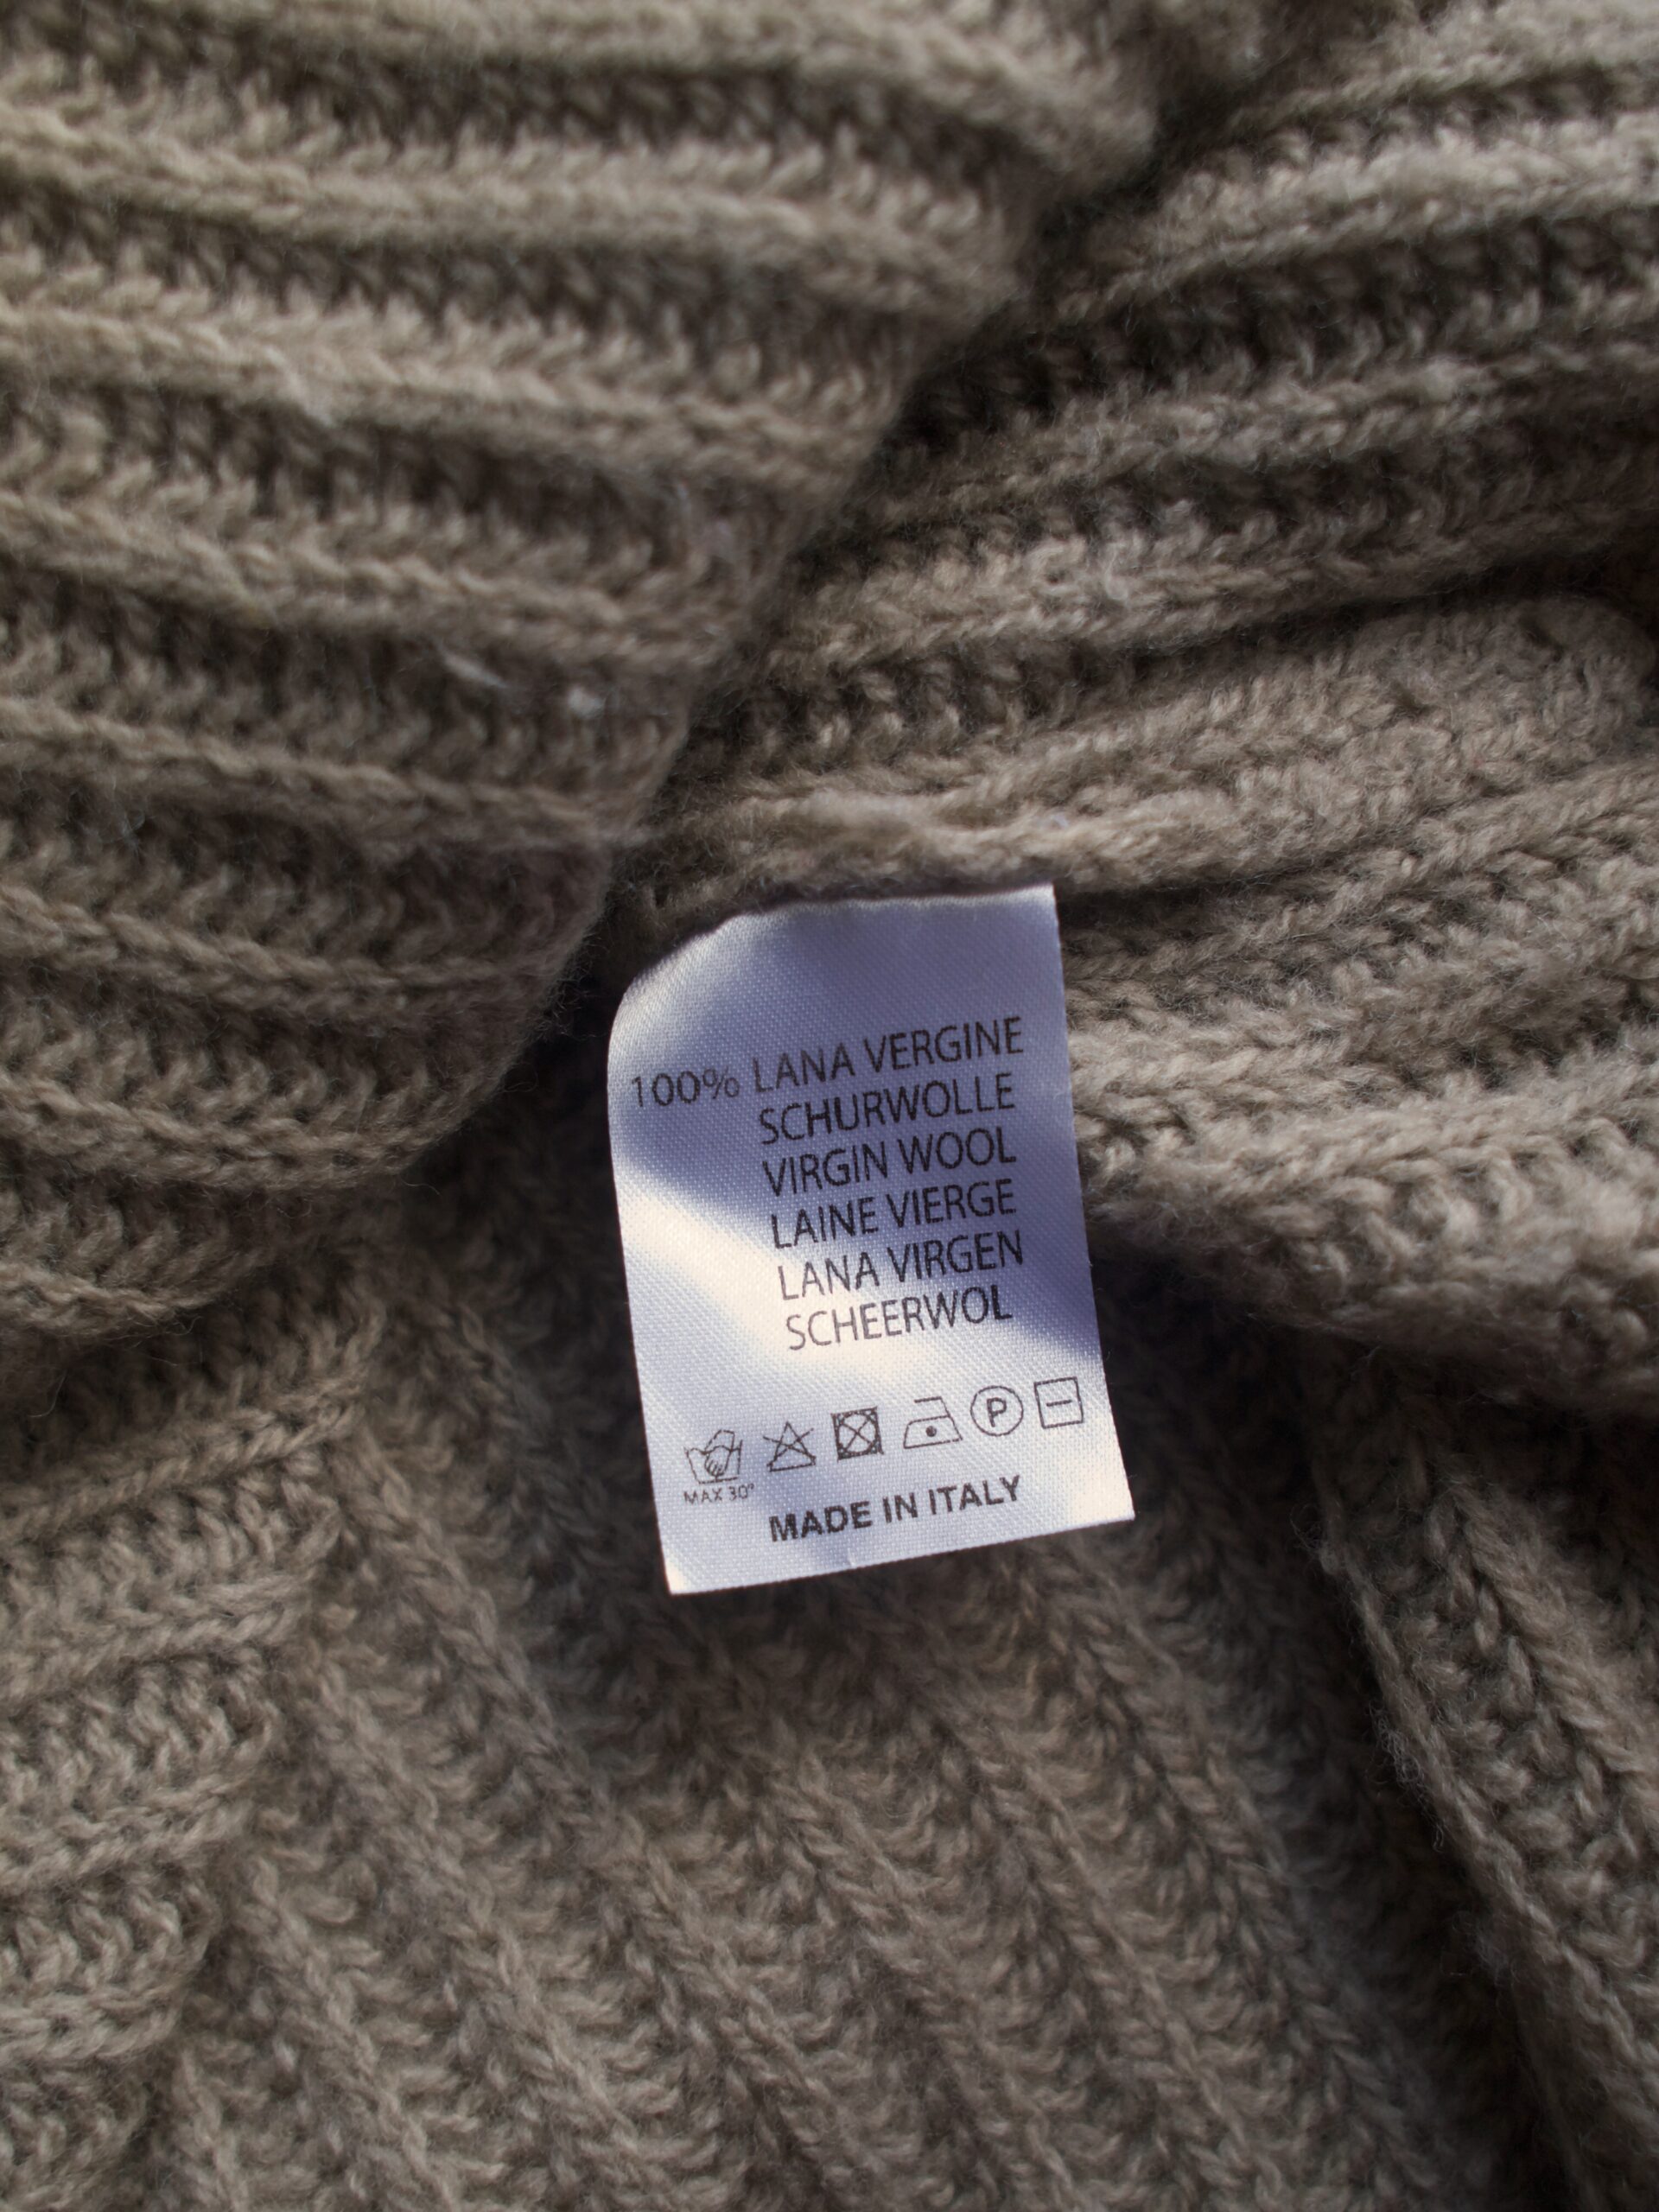 100% LANA VERGINE
SCHURWOLLE
VIRGIN WOOL
LAINE VIERGE
LANA VIRGEN
SCHEERWOL
P
MAX 30°
MADE IN ITALY